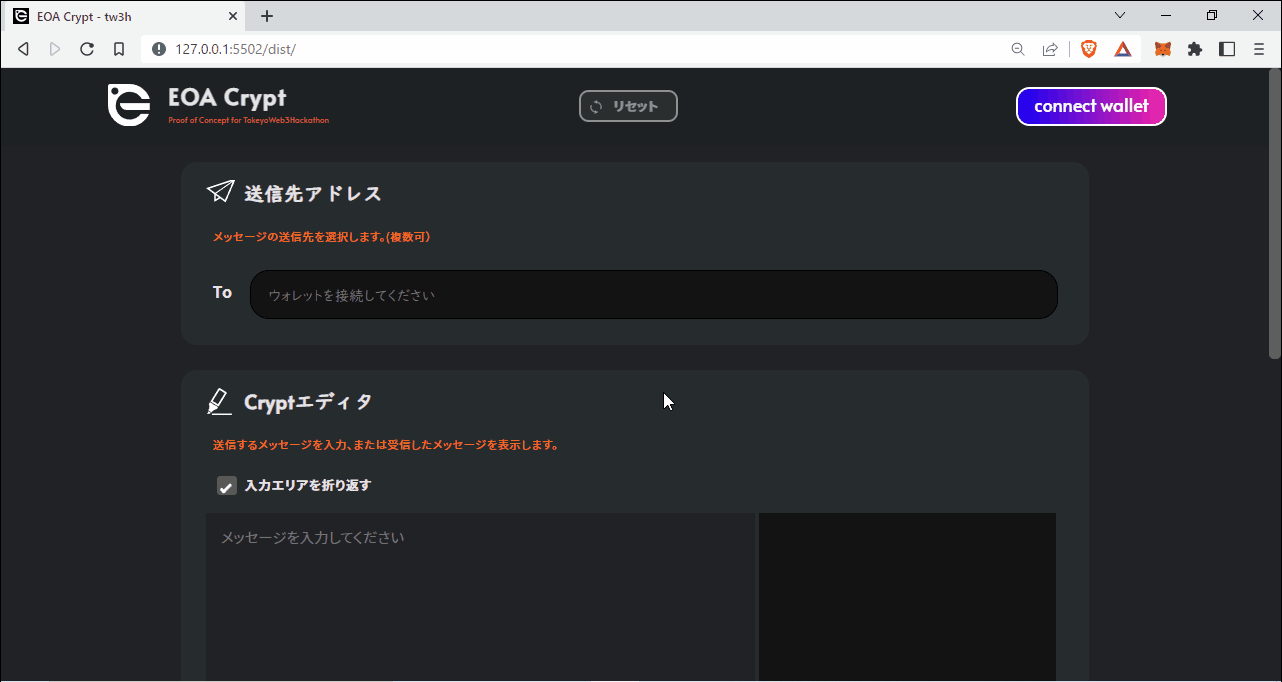 EOA Crypt - tw3h
127.0.0.1:5502/dist/
EOA Crypt
Proof of Concept for TokeyoWeb3Hackathon
リセット
connect wallet
送信先アドレス
メッセージの送信先を選択します。(複数可)
To
ウォレットを接続してください
Cryptエディタ
送信するメッセージを入力、または受信したメッセージを表示します。
入力エリアを折り返す
メッセージを入力してください